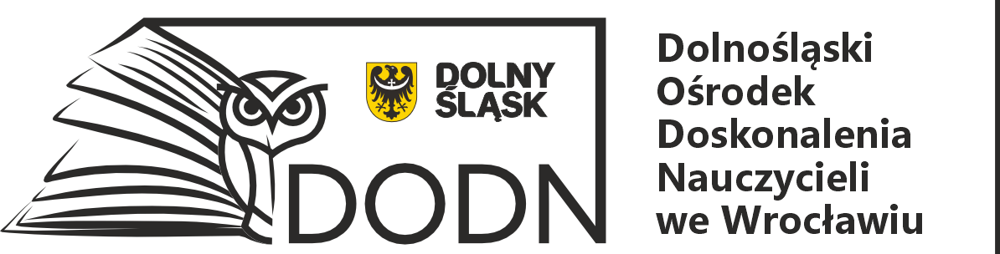 DOLNY
ŚLĄSK
DODN
Dolnośląski
Ośrodek
Doskonalenia
Nauczycieli
we Wrocławiu